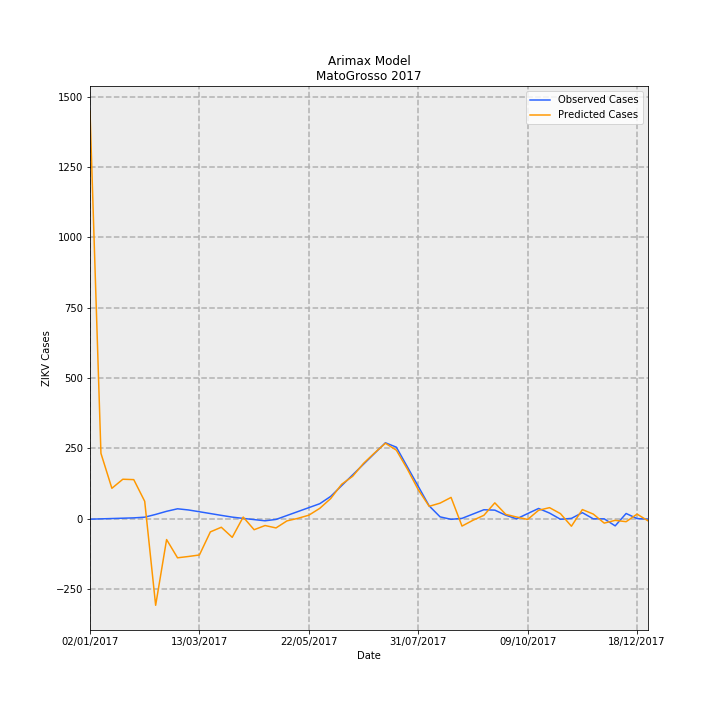 Arimax Model
MatoGrosso 2017
Observed Cases
Predicted Cases
1500
1250
1000
750
500
250
0
−250
ZIKV Cases
02/01/2017 13/03/2017 22/05/2017 31/07/2017 09/10/2017 18/12/2017
Date